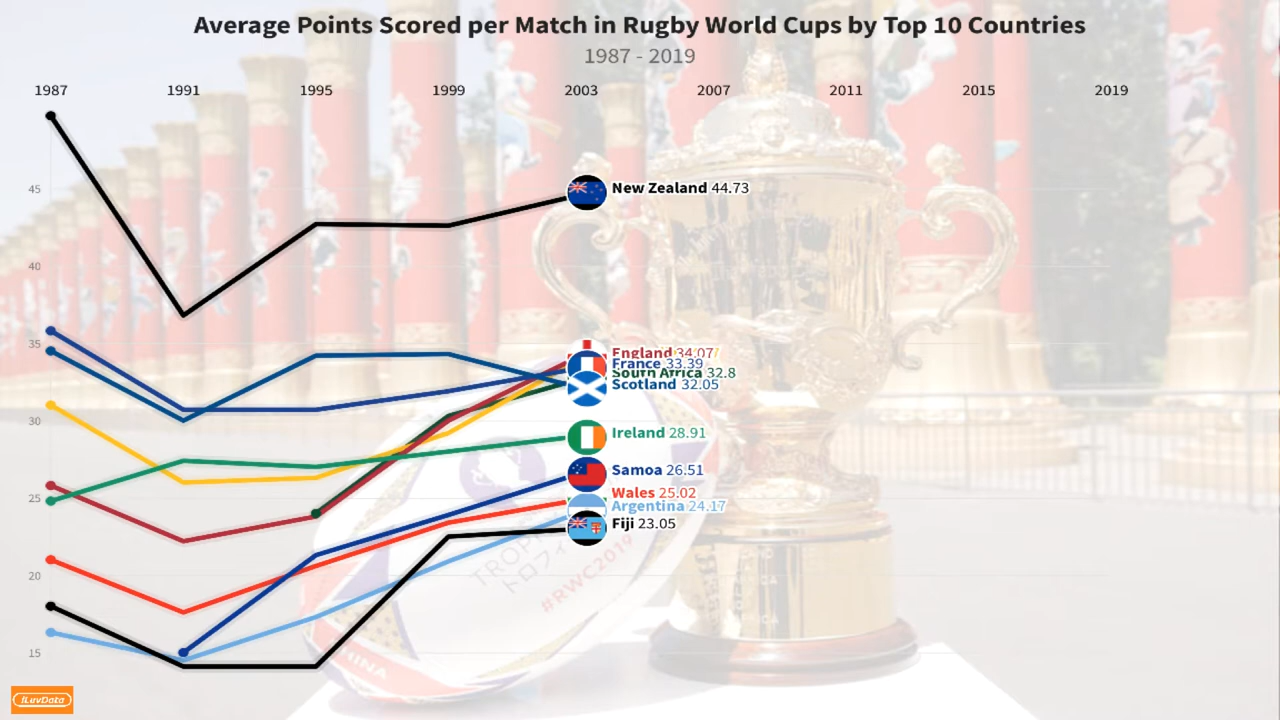 Average Points Scored per Match in Rugby World Cups by Top 10 Countries
1987 - 2019
1987 1991 1995 1999 2003 2007 2011 2015 2019
45
New Zealand 44.73
40
35
England 34.07
France 33.39
South Africa 32.8
Scotland 32.05
30
Ireland 28.91
Samoa 26.51
25
Wales 25.02
Argentina 24.17
Fiji 23.05
20
#RWC2019
15
fLevData